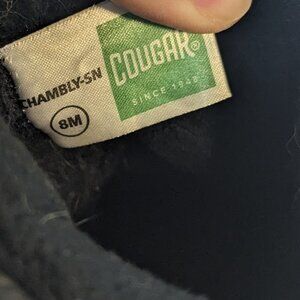 CHAMBLY-SN
8M
COUGAR®
SINCE 1948